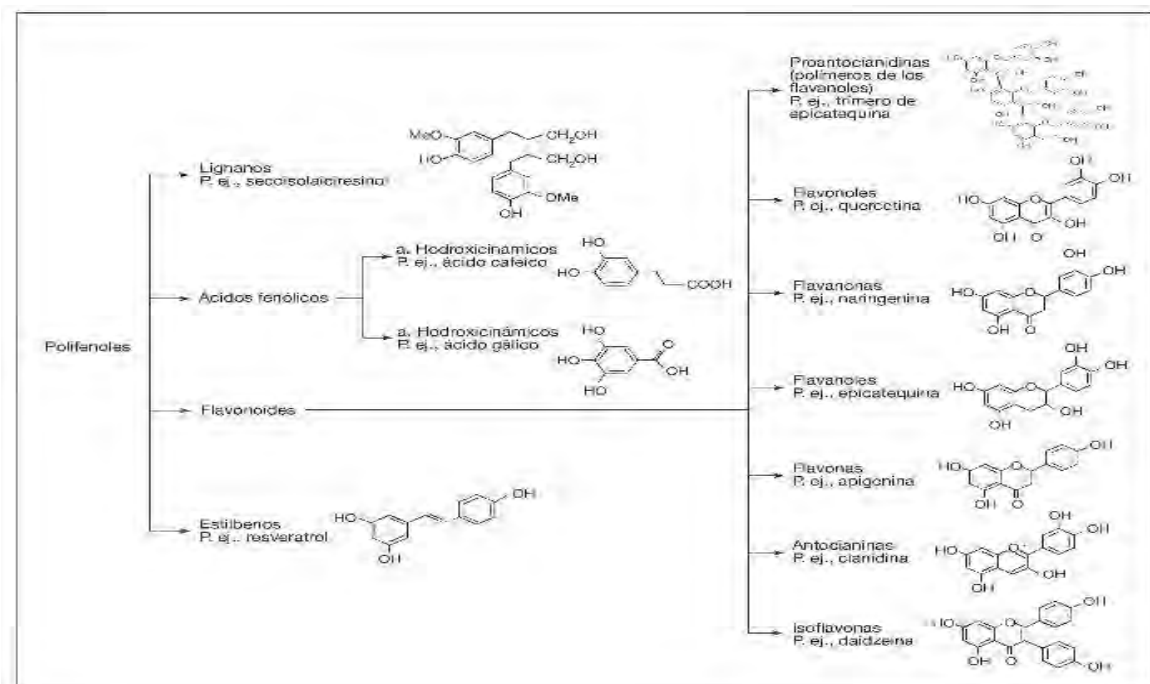 Polifenoles
Lignanos
P. ej., secoisolaiciresinol
MeO
CH₂OH
HO
CH₂OH
OMe
OH
Ácidos fenólicos
a. Hodroxicinámicos
P. ej., ácido cafeico
HO
HO
COOH
a. Hodroxicinámicos
P. ej., ácido gálico
HO
O
HO
OH
HO
Flavonoides
Estilbenos
P. ej., resveratrol
OH
HO
OH
Proantocianidinas
(polímeros de los
flavanoles)
P. ej., trímero de
epicatequina
Flavonoles
P. ej., quercetina
OH
OH
HO
O
OH
OH
O
Flavanonas
P. ej., naringenina
OH
OH
HO
O
OH
O
Flavanoles
P. ej., epicatequina
OH
OH
HO
O
OH
OH
Flavonas
P. ej., apigenina
OH
HO
O
OH
O
Antocianinas
P. ej., cianidina
OH
OH
HO
O⁺
OH
OH
Isoflavonas
P. ej., daidzeina
OH
HO
O
OH
O
OH